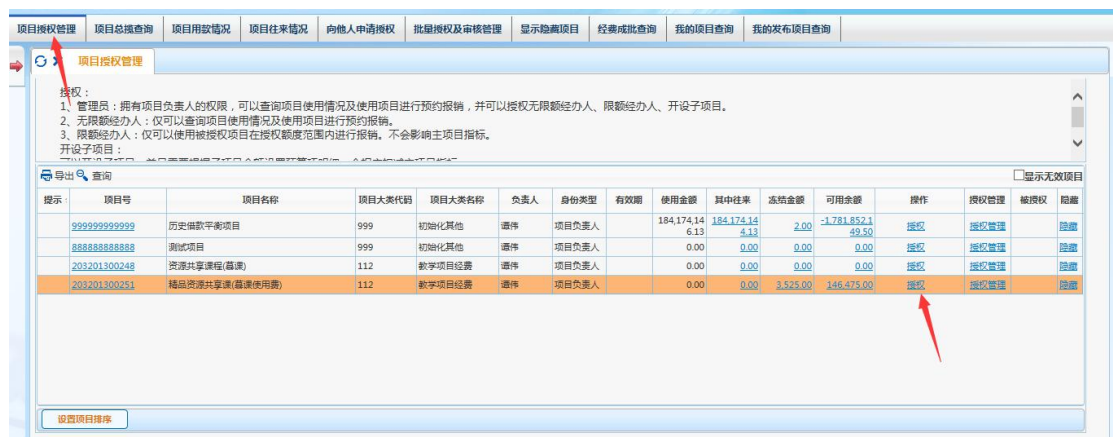 项目授权管理 项目总揽查询 项目用款情况 项目往来情况 向他人申请授权 批量授权及审核管理 显示隐藏项目 经费成批查询 我的项目查询 我的发布项目查询
项目授权管理
授权：
1、管理员：拥有项目负责人的权限，可以查询项目使用情况及使用项目进行预约报销，并可以授权无限额经办人、限额经办人、开设子项目。
2、无限额经办人：仅可以查询项目使用情况及使用项目进行预约报销。
3、限额经办人：仅可以使用被授权项目在授权额度范围内进行报销。不会影响主项目指标。
开设子项目：
导出 查询 显示无效项目
提示： 项目号 项目名称 项目大类代码 项目大类名称 负责人 身份类型 有效期 使用金额 其中往来 冻结金额 可用余额 操作 授权管理 被授权 隐藏
999999999999 历史借款平衡项目 999 初始化其他 谭伟 项目负责人 184,174,146.13 184,174,144.13 2.00 -1,781,852,149.50 授权 授权管理 隐藏
888888888888 测试项目 999 初始化其他 谭伟 项目负责人 0.00 0.00 0.00 0.00 授权 授权管理 隐藏
203201300248 资源共享课程(慕课) 112 教学项目经费 谭伟 项目负责人 0.00 0.00 0.00 0.00 授权 授权管理 隐藏
203201300251 精品资源共享课(慕课使用费) 112 教学项目经费 谭伟 项目负责人 0.00 0.00 3,525.00 146,475.00 授权 授权管理 隐藏
设置项目排序